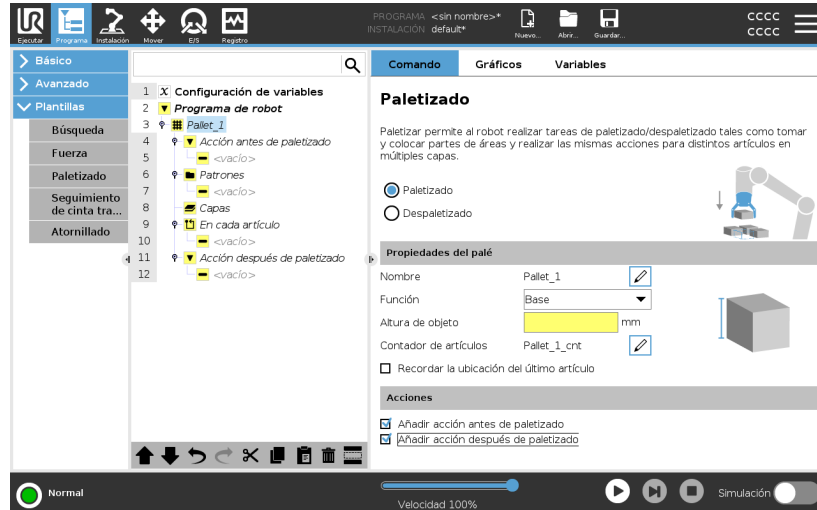 PROGRAMA <sin nombre>*
INSTALACIÓN default*
CCCC
CCCC
Ejecutar Programa Instalación Mover E/S Registro Nuevo... Abrir... Guardar...
Básico
Avanzado
Plantillas
Búsqueda
Fuerza
Paletizado
Seguimiento
de cinta tra...
Atornillado
1 X Configuración de variables
2 Programa de robot
3 Pallet_1
4 Acción antes de paletizado
5 <vacío>
6 Patrones
7 <vacío>
8 Capas
9 En cada artículo
10 <vacío>
11 Acción después de paletizado
12 <vacío>
Comando Gráficos Variables
Paletizado
Paletizar permite al robot realizar tareas de paletizado/despaletizado tales como tomar
y colocar partes de áreas y realizar las mismas acciones para distintos artículos en
múltiples capas.
Paletizado
Despaletizado
Propiedades del palé
Nombre Pallet_1
Función Base
Altura de objeto mm
Contador de artículos Pallet_1_cnt
Recordar la ubicación del último artículo
Acciones
Añadir acción antes de paletizado
Añadir acción después de paletizado
Normal
Velocidad 100%
Simulación